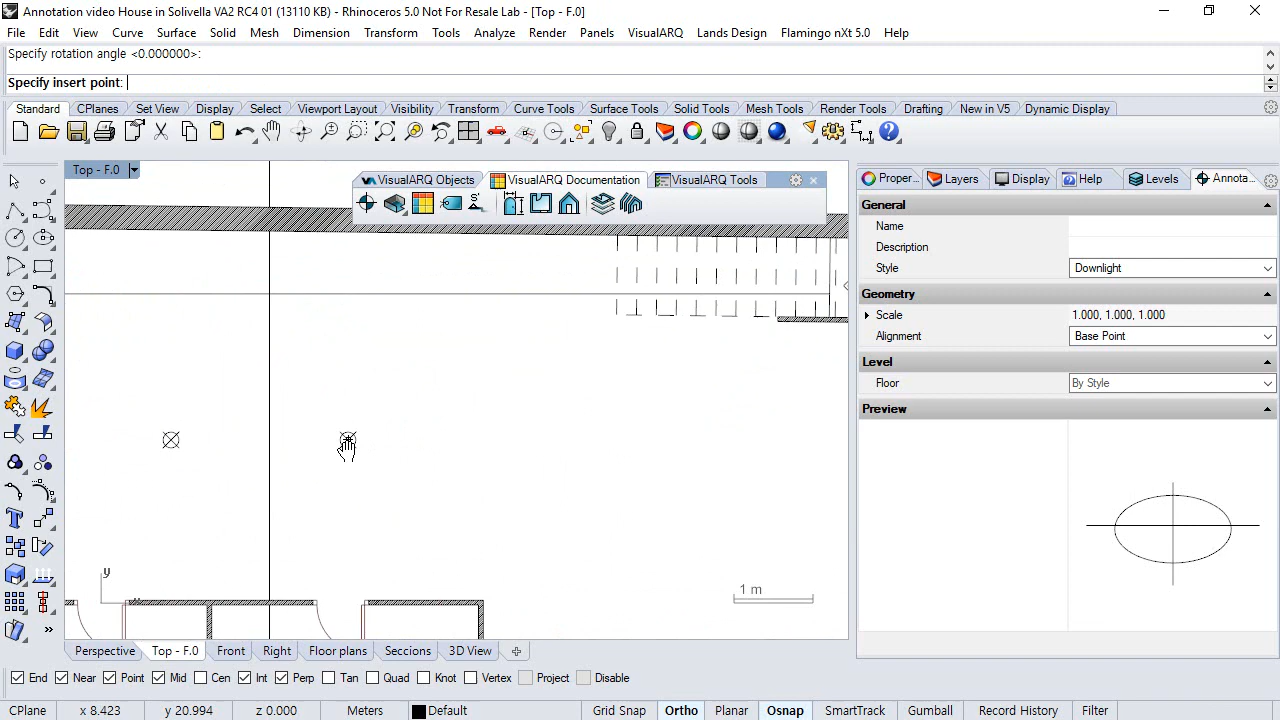 Annotation video House in Solivella VA2 RC4 01 (13110 KB) - Rhinoceros 5.0 Not For Resale Lab - [Top - F.0]
File Edit View Curve Surface Solid Mesh Dimension Transform Tools Analyze Render Panels VisualARQ Lands Design Flamingo nXt 5.0 Help
Specify rotation angle <0.000000>:
Specify insert point:
Standard CPlanes Set View Display Select Viewport Layout Visibility Transform Curve Tools Surface Tools Solid Tools Mesh Tools Render Tools Drafting New in V5 Dynamic Display
Top - F.0
VisualARQ Objects VisualARQ Documentation VisualARQ Tools
Proper... Layers Display Help Levels Annota...
General
Name
Description
Style Downlight
Geometry
Scale 1.000, 1.000, 1.000
Alignment Base Point
Level
Floor By Style
Preview
y
1 m
Perspective Top - F.0 Front Right Floor plans Seccions 3D View
End Near Point Mid Cen Int Perp Tan Quad Knot Vertex Project Disable
CPlane x 8.423 y 20.994 z 0.000 Meters Default Grid Snap Ortho Planar Osnap SmartTrack Gumball Record History Filter